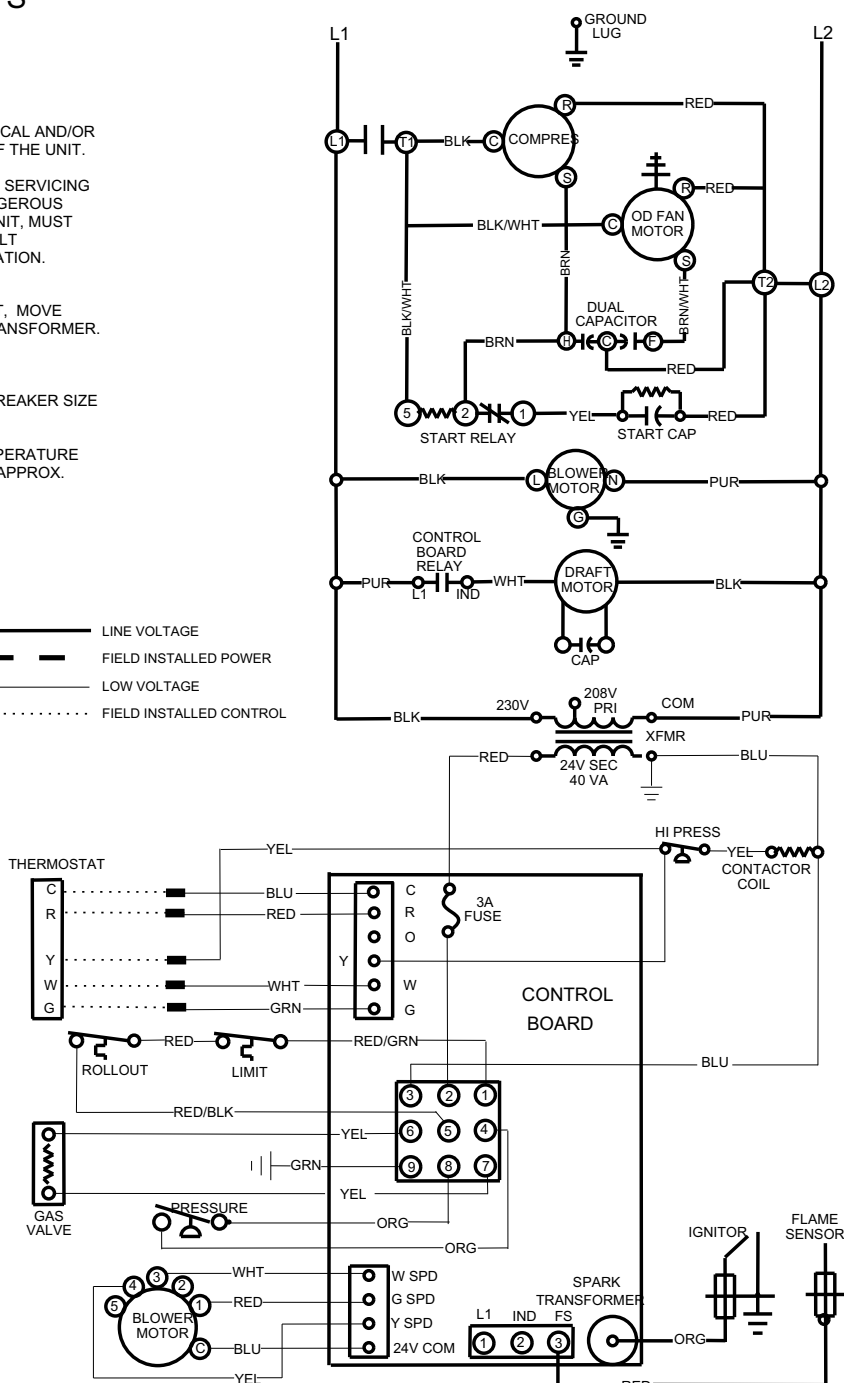 S
ICAL AND/OR
F THE UNIT.
SERVICING
GEROUS
NIT, MUST
LT
ATION.
T, MOVE
ANSFORMER.
REAKER SIZE
PERATURE
APPROX.
LINE VOLTAGE
FIELD INSTALLED POWER
LOW VOLTAGE
FIELD INSTALLED CONTROL
GROUND
LUG
L1
L2
R
RED
L1
T1
BLK
C
COMPRES
S
R
RED
OD FAN
MOTOR
C
BLK/WHT
S
BRN
BRN/WHT
T2
L2
BLK/WHT
DUAL
CAPACITOR
BRN
H
C
F
RED
5
2
1
YEL
RED
START RELAY
START CAP
BLK
L
BLOWER
MOTOR
N
PUR
G
CONTROL
BOARD
RELAY
PUR
L1
IND
WHT
DRAFT
MOTOR
BLK
CAP
230V
208V
PRI
COM
BLK
PUR
XFMR
RED
24V SEC
40 VA
BLU
HI PRESS
YEL
YEL
CONTACTOR
COIL
THERMOSTAT
C
BLU
C
R
RED
R
O
Y
Y
W
WHT
W
G
GRN
G
3A
FUSE
CONTROL
BOARD
ROLLOUT
RED
LIMIT
RED/GRN
BLU
3 2 1
RED/BLK
YEL
6 5 4
GRN
9 8 7
YEL
GAS
VALVE
PRESSURE
ORG
ORG
IGNITOR
FLAME
SENSOR
5
4
3
2
1
C
BLOWER
MOTOR
WHT
W SPD
RED
G SPD
Y SPD
BLU
24V COM
YEL
L1 IND FS
1 2 3
SPARK
TRANSFORMER
ORG
RED